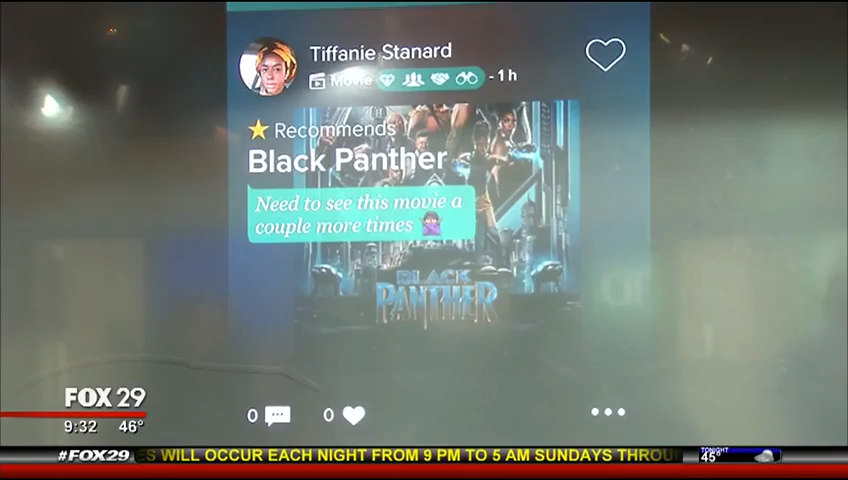 Tiffanie Stanard
Movie - 1 h
Recommends
Black Panther
Need to see this movie a
couple more times
BLACK
PANTHER
0 0
FOX 29
9:32 46°
#FOX29 ES WILL OCCUR EACH NIGHT FROM 9 PM TO 5 AM SUNDAYS THROU
TONIGHT
45°